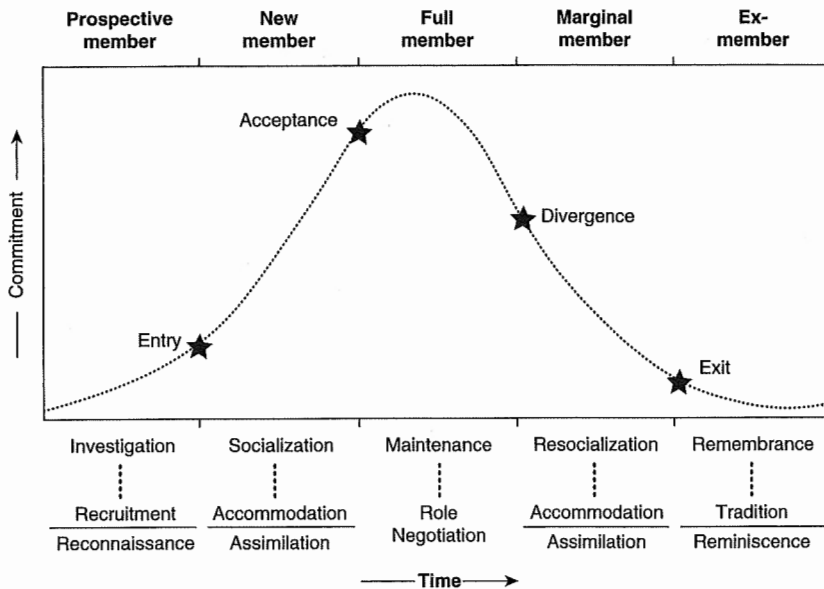 Prospective member
New member
Full member
Marginal member
Ex-member
Acceptance
Divergence
Entry
Exit
Commitment
Investigation
Socialization
Maintenance
Resocialization
Remembrance
Recruitment
Reconnaissance
Accommodation
Assimilation
Role
Negotiation
Accommodation
Assimilation
Tradition
Reminiscence
Time